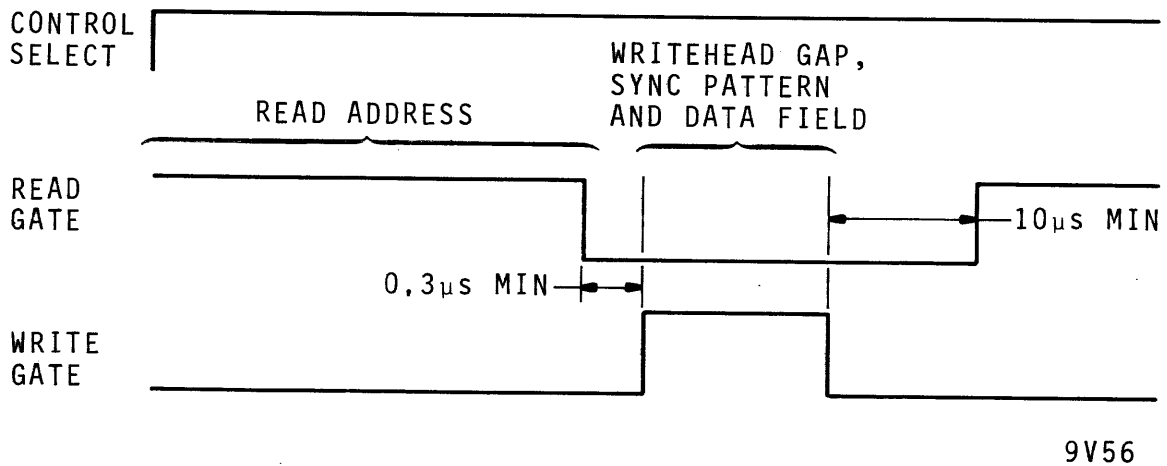 CONTROL
SELECT
WRITEHEAD GAP,
SYNC PATTERN
AND DATA FIELD
READ ADDRESS
READ
GATE
10µs MIN
0.3µs MIN
WRITE
GATE
9V56